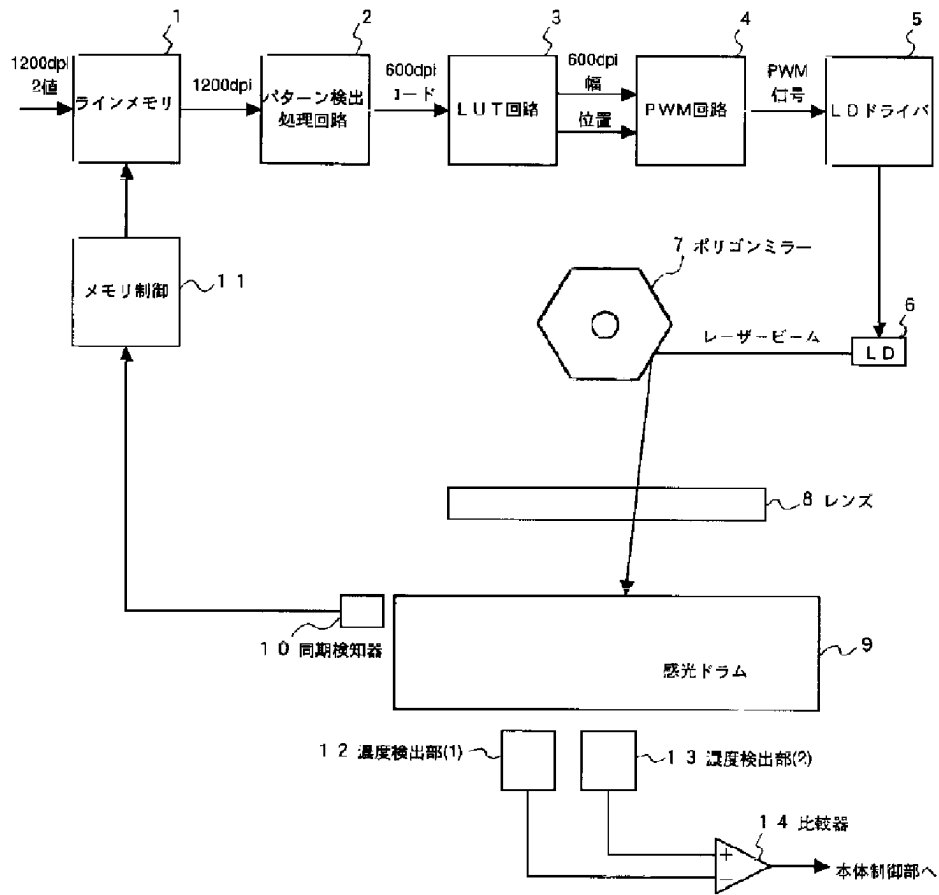 1
2
3
4
5
1200dpi
2値
ラインメモリ
1200dpi
パターン検出
処理回路
600dpi
コード
LUT回路
600dpi
幅
位置
PWM回路
PWM
信号
LDドライバ
メモリ制御
11
7 ポリゴンミラー
6
LD
レーザービーム
8 レンズ
10 同期検知器
9
感光ドラム
12 濃度検出部(1)
13 濃度検出部(2)
14 比較器
+
−
本体制御部へ